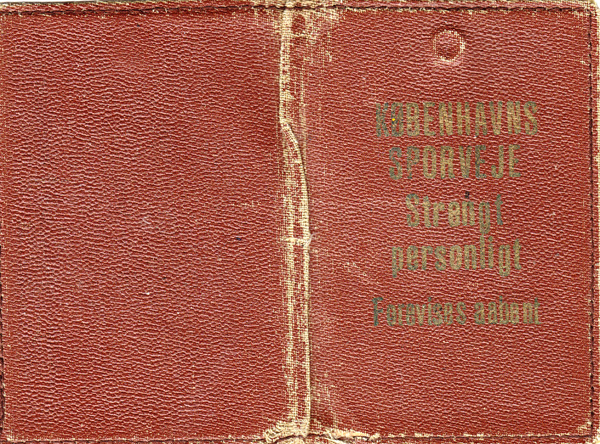 KØBENHAVNS
SPORVEJE
Strengt
personligt
Forevises aabent